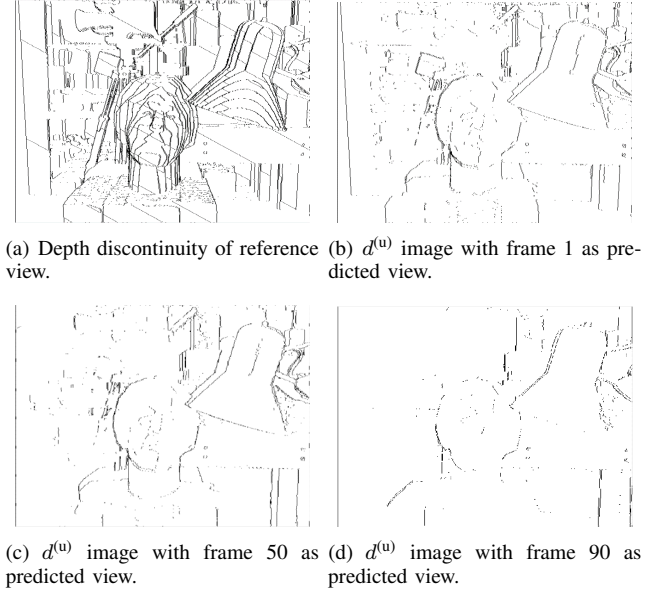 (a) Depth discontinuity of reference
view.
(b) d(u) image with frame 1 as pre-
dicted view.
(c) d(u) image with frame 50 as
predicted view.
(d) d(u) image with frame 90 as
predicted view.